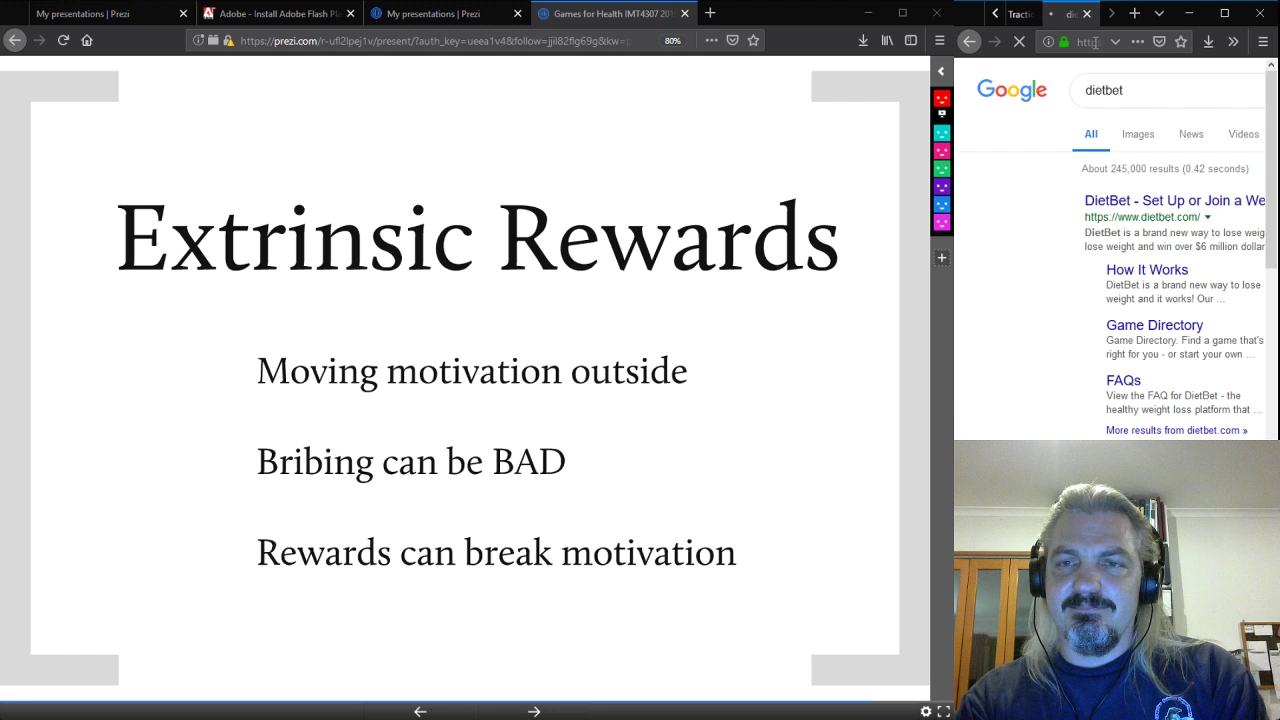 My presentations | Prezi
Adobe - Install Adobe Flash Pl
My presentations | Prezi
Games for Health IMT4307 201
https://prezi.com/r-ufl2lpej1v/present/?auth_key=ueea1v4&follow=jjil82flg69g&kw=p
80%
Extrinsic Rewards
Moving motivation outside
Bribing can be BAD
Rewards can break motivation
Tractic
die
http
Google
dietbet
All
Images
News
Videos
About 245,000 results (0.42 seconds)
DietBet - Set Up or Join a We
https://www.dietbet.com/
DietBet is a brand new way to lose weig
lose weight and win over $6 million dollar
How It Works
DietBet is a brand new way to lose
weight and it works! Our ...
Game Directory
Game Directory. Find a game that's
right for you - or start your own ...
FAQs
View the FAQ for DietBet - the
healthy weight loss platform that ...
More results from dietbet.com »